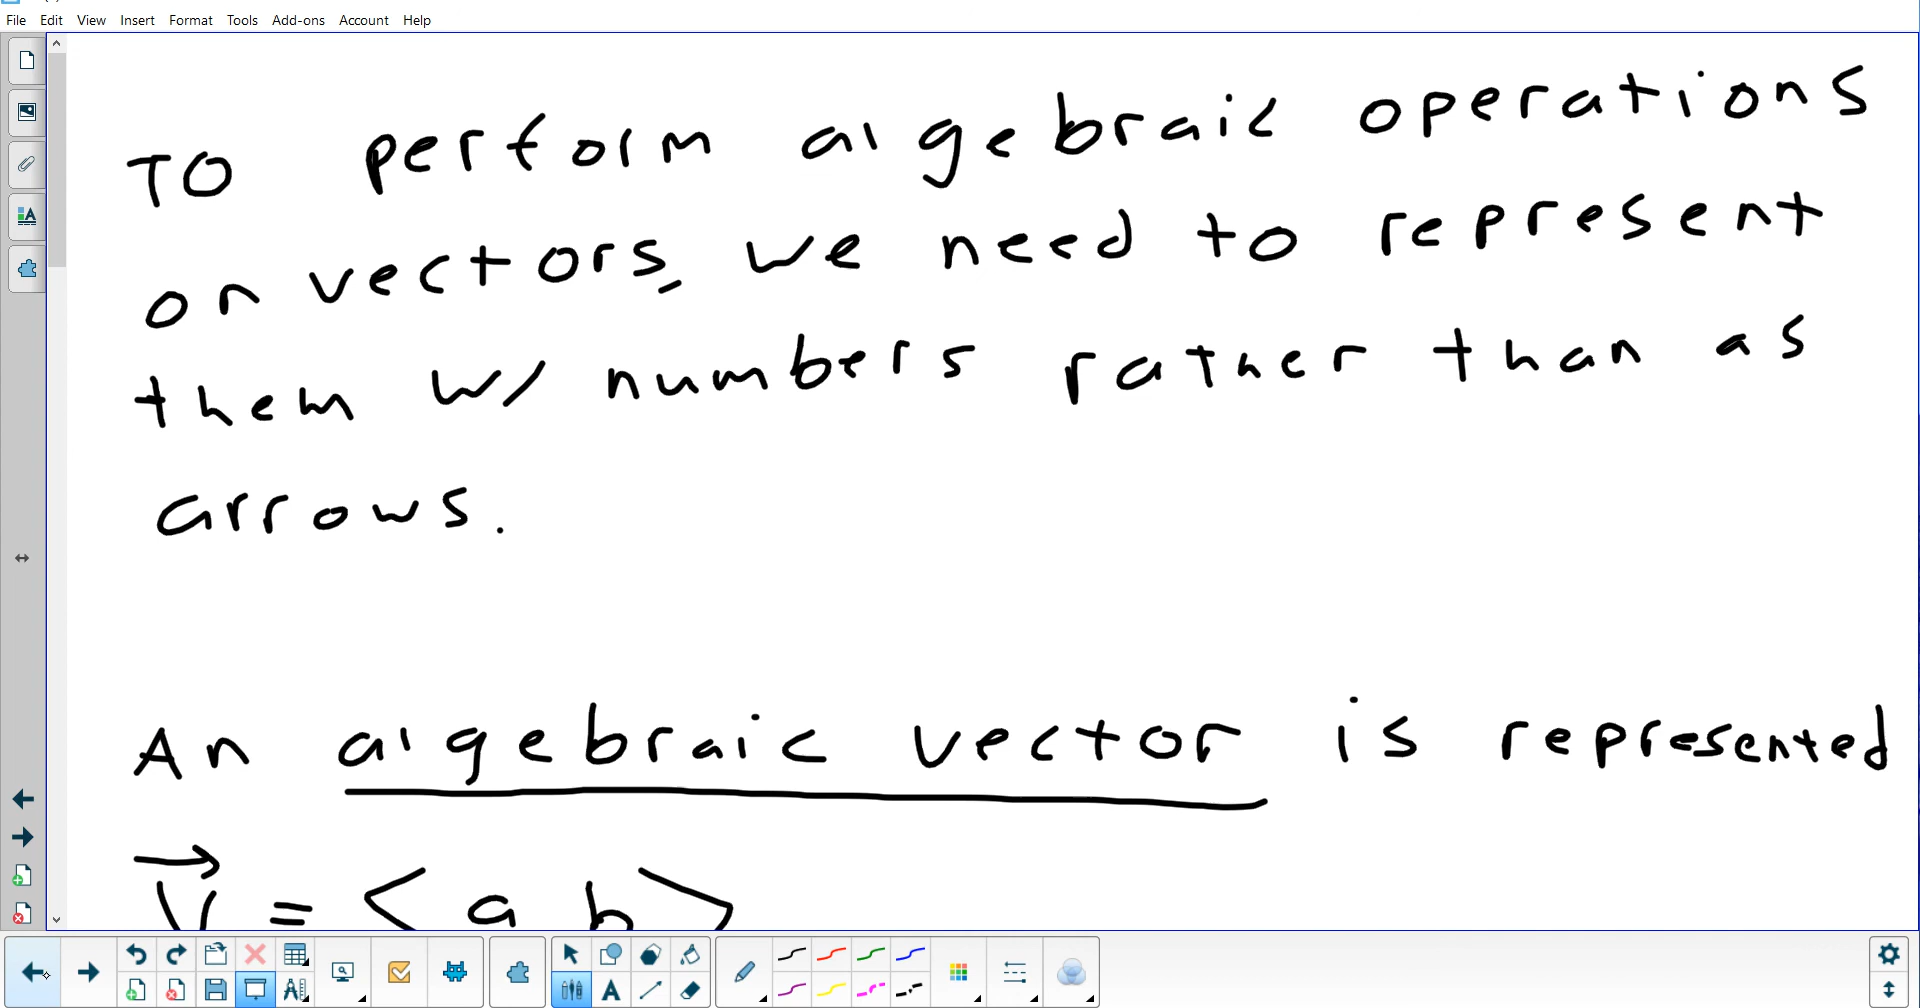 File Edit View Insert Format Tools Add-ons Account Help
To perform algebraic operations
on vectors, we need to represent
them w/ numbers rather than as
arrows.
An algebraic vector is represented
V = <a b>